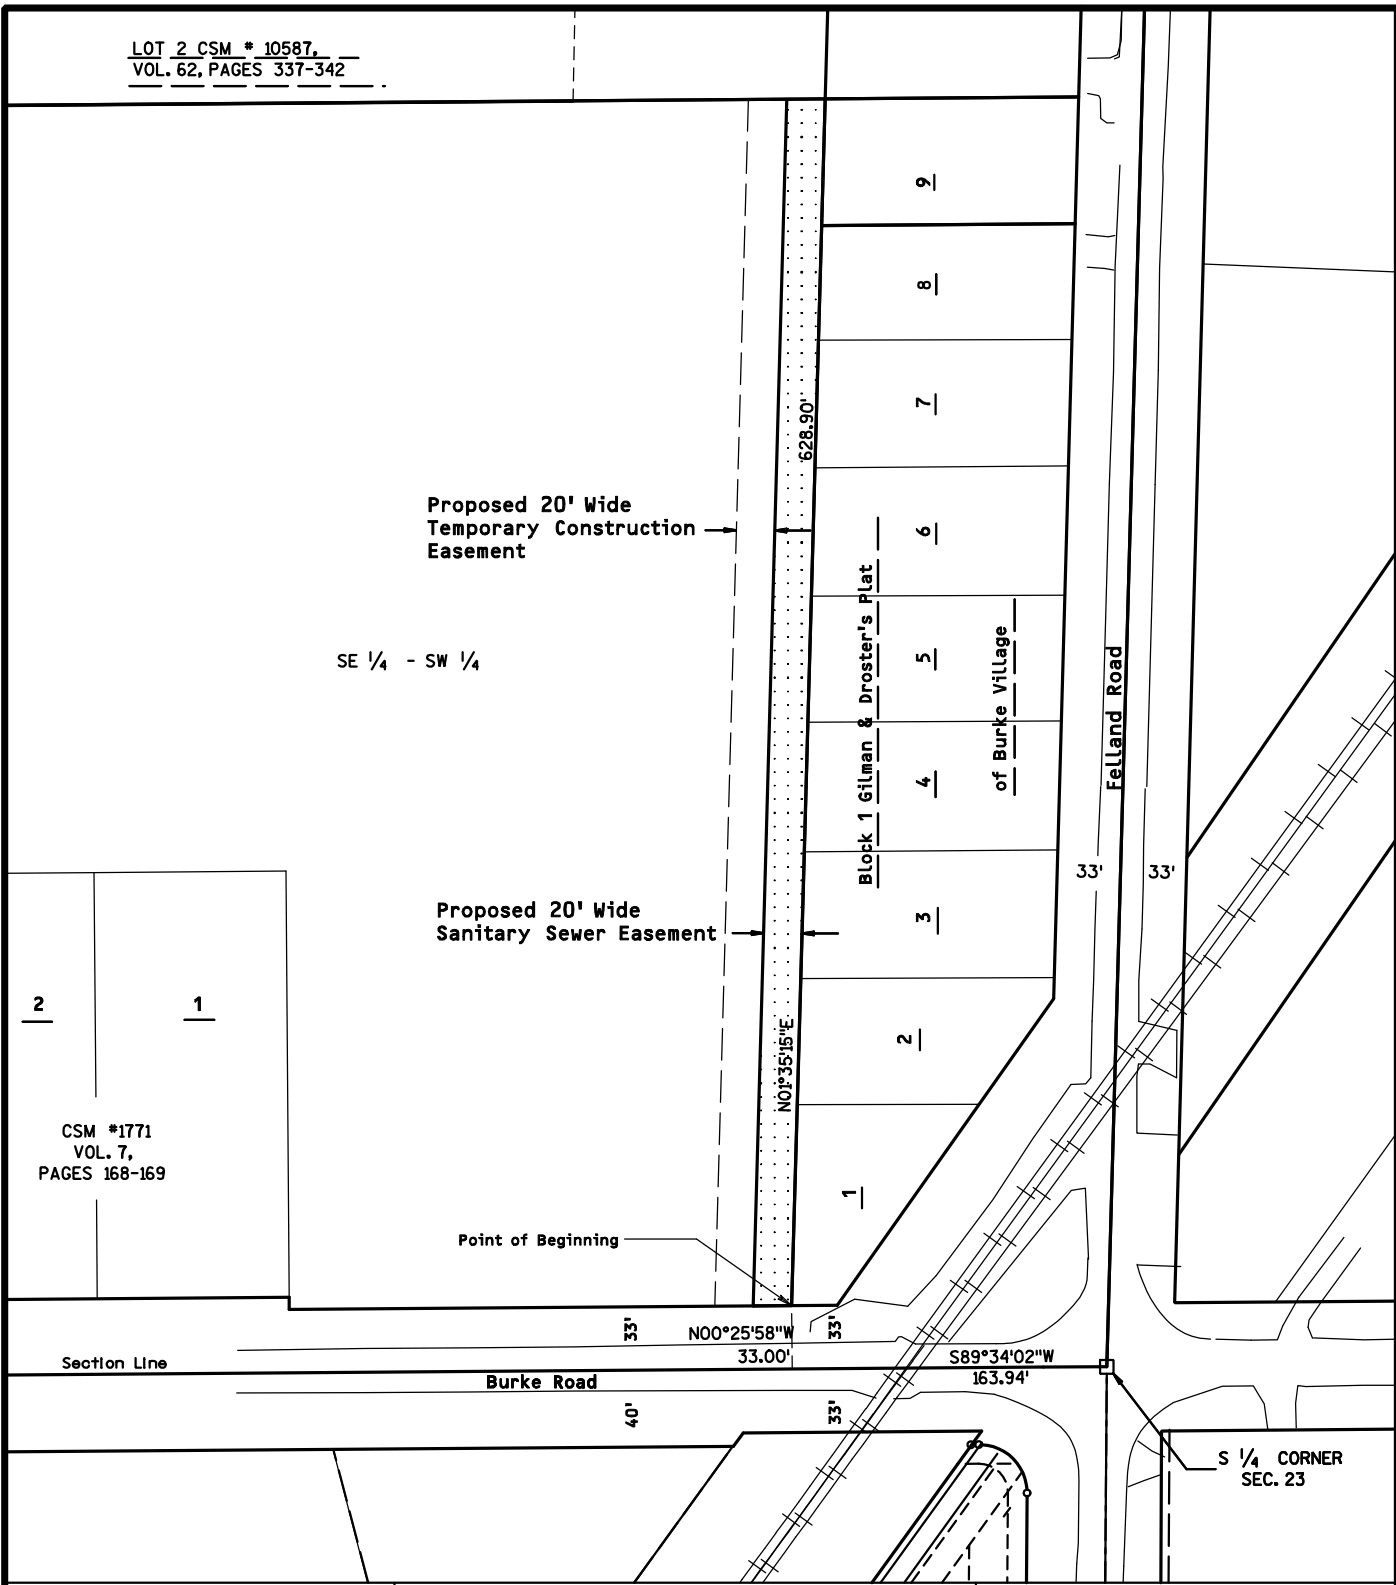 LOT 2 CSM # 10587,
VOL. 62, PAGES 337-342
9
8
7
628.90'
Proposed 20' Wide
Temporary Construction
Easement
6
Block 1 Gilman & Droster's Plat
of Burke Village
5
SE 1/4 - SW 1/4
Felland Road
4
33'
33'
Proposed 20' Wide
Sanitary Sewer Easement
3
2
1
2
N01°35'15"E
CSM #1771
VOL. 7,
PAGES 168-169
1
Point of Beginning
33'
N00°25'58"W
33'
33.00'
S89°34'02"W
163.94'
Section Line
Burke Road
40'
33'
S 1/4 CORNER
SEC. 23